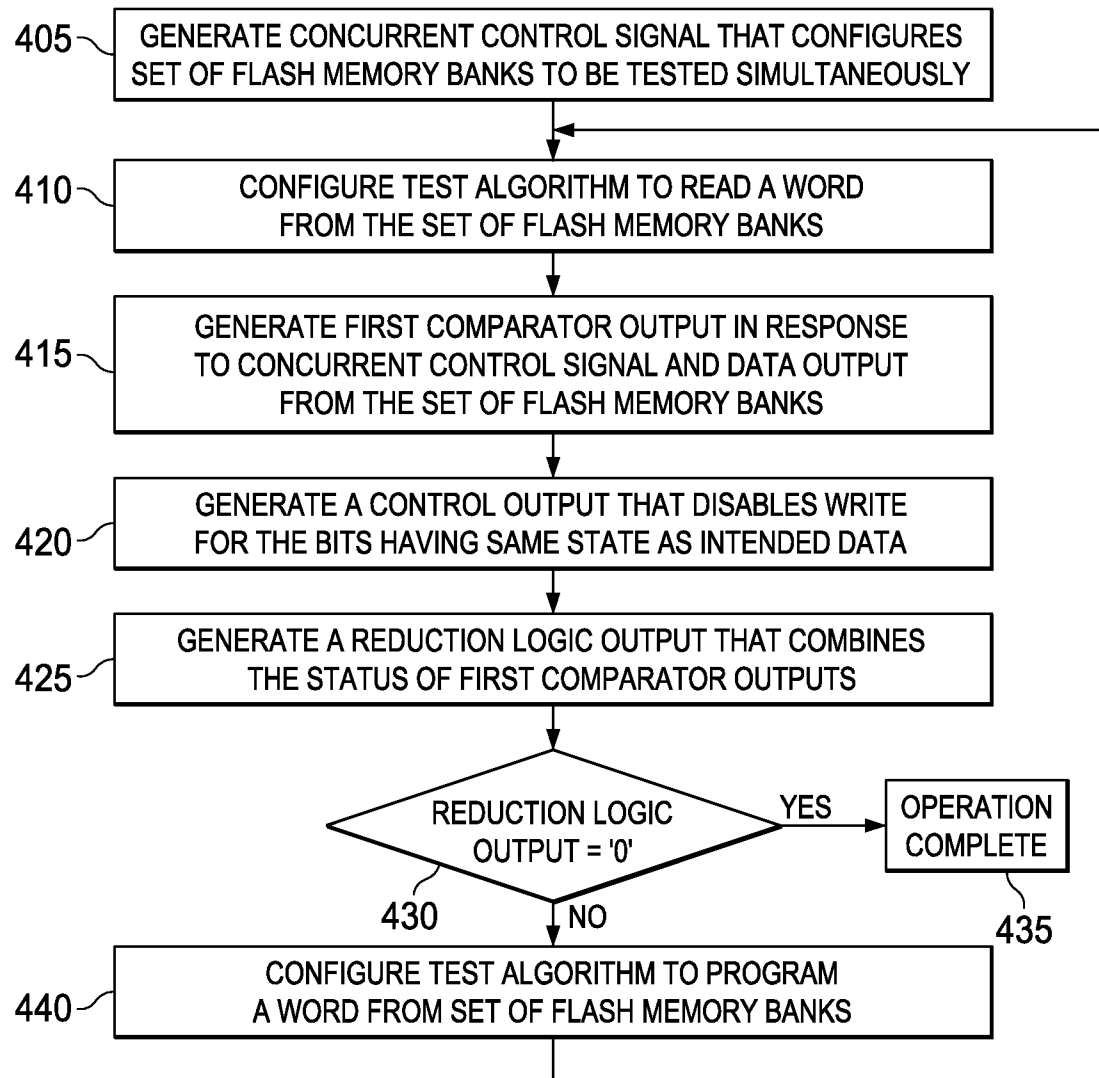 405
GENERATE CONCURRENT CONTROL SIGNAL THAT CONFIGURES
SET OF FLASH MEMORY BANKS TO BE TESTED SIMULTANEOUSLY
410
CONFIGURE TEST ALGORITHM TO READ A WORD
FROM THE SET OF FLASH MEMORY BANKS
415
GENERATE FIRST COMPARATOR OUTPUT IN RESPONSE
TO CONCURRENT CONTROL SIGNAL AND DATA OUTPUT
FROM THE SET OF FLASH MEMORY BANKS
420
GENERATE A CONTROL OUTPUT THAT DISABLES WRITE
FOR THE BITS HAVING SAME STATE AS INTENDED DATA
425
GENERATE A REDUCTION LOGIC OUTPUT THAT COMBINES
THE STATUS OF FIRST COMPARATOR OUTPUTS
REDUCTION LOGIC
OUTPUT = '0'
430
YES
OPERATION
COMPLETE
435
NO
440
CONFIGURE TEST ALGORITHM TO PROGRAM
A WORD FROM SET OF FLASH MEMORY BANKS